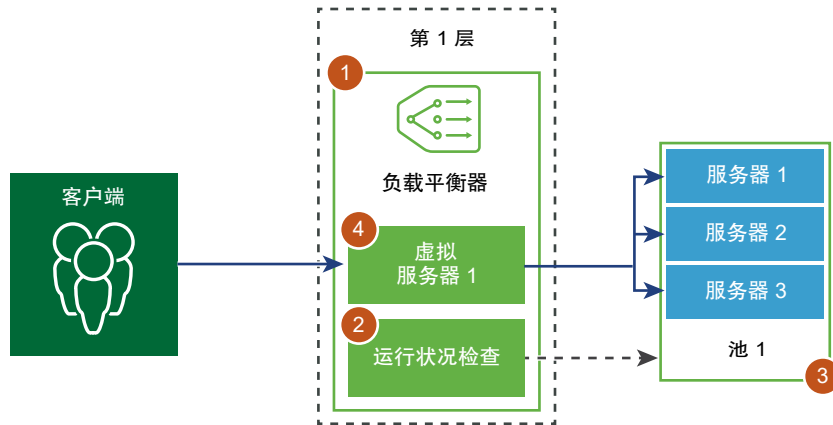 第 1 层
1
负载平衡器
客户端
4
虚拟
服务器 1
2
运行状况检查
服务器 1
服务器 2
服务器 3
池 1
3